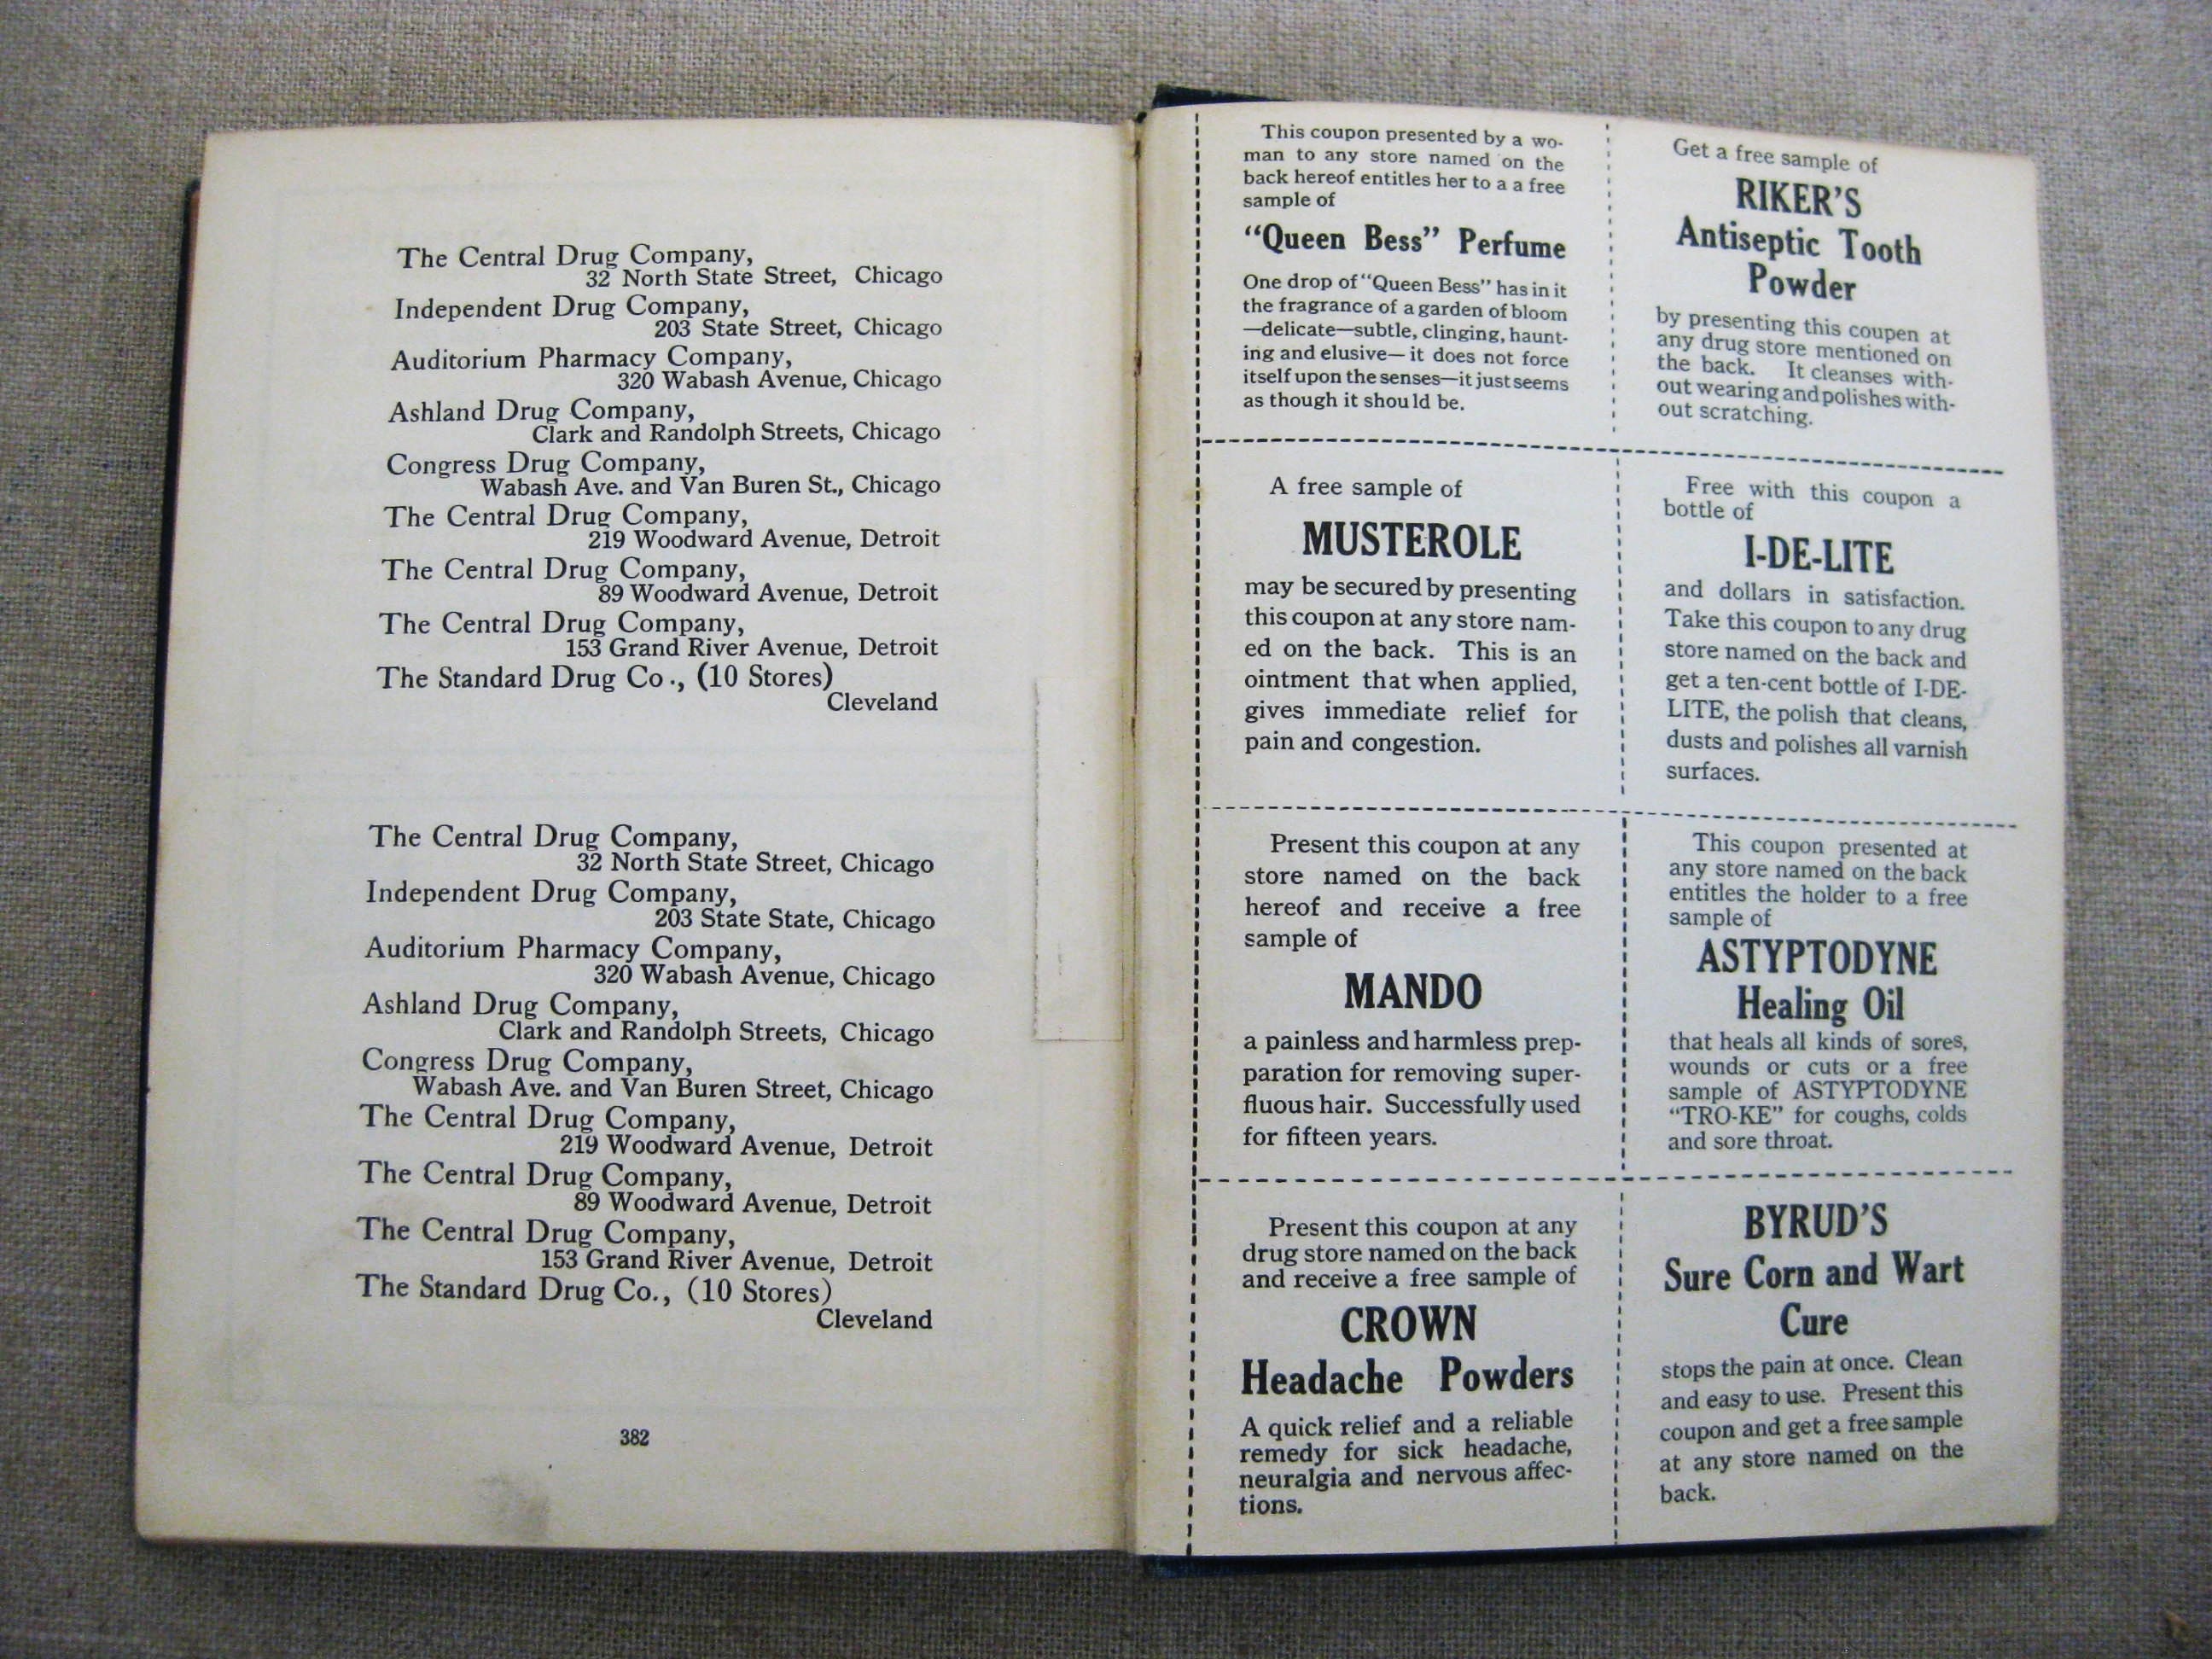 The Central Drug Company,
32 North State Street, Chicago
Independent Drug Company,
203 State Street, Chicago
Auditorium Pharmacy Company,
320 Wabash Avenue, Chicago
Ashland Drug Company,
Clark and Randolph Streets, Chicago
Congress Drug Company,
Wabash Ave. and Van Buren St., Chicago
The Central Drug Company,
219 Woodward Avenue, Detroit
The Central Drug Company,
89 Woodward Avenue, Detroit
The Central Drug Company,
153 Grand River Avenue, Detroit
The Standard Drug Co., (10 Stores)
Cleveland
The Central Drug Company,
32 North State Street, Chicago
Independent Drug Company,
203 State State, Chicago
Auditorium Pharmacy Company,
320 Wabash Avenue, Chicago
Ashland Drug Company,
Clark and Randolph Streets, Chicago
Congress Drug Company,
Wabash Ave. and Van Buren Street, Chicago
The Central Drug Company,
219 Woodward Avenue, Detroit
The Central Drug Company,
89 Woodward Avenue, Detroit
The Central Drug Company,
153 Grand River Avenue, Detroit
The Standard Drug Co., (10 Stores)
Cleveland
382
This coupon presented by a wo-
man to any store named on the
back hereof entitles her to a a free
sample of
“Queen Bess” Perfume
One drop of “Queen Bess” has in it
the fragrance of a garden of bloom
—delicate—subtle, clinging, haunt-
ing and elusive—it does not force
itself upon the senses—it just seems
as though it should be.
Get a free sample of
RIKER'S
Antiseptic Tooth
Powder
by presenting this coupen at
any drug store mentioned on
the back. It cleanses with-
out wearing and polishes with-
out scratching.
A free sample of
MUSTEROLE
may be secured by presenting
this coupon at any store nam-
ed on the back. This is an
ointment that when applied,
gives immediate relief for
pain and congestion.
Free with this coupon a
bottle of
I-DE-LITE
and dollars in satisfaction.
Take this coupon to any drug
store named on the back and
get a ten-cent bottle of I-DE-
LITE, the polish that cleans,
dusts and polishes all varnish
surfaces.
Present this coupon at any
store named on the back
hereof and receive a free
sample of
MANDO
a painless and harmless prep-
paration for removing super-
fluous hair. Successfully used
for fifteen years.
This coupon presented at
any store named on the back
entitles the holder to a free
sample of
ASTYPTODYNE
Healing Oil
that heals all kinds of sores,
wounds or cuts or a free
sample of ASTYPTODYNE
“TRO-KE” for coughs, colds
and sore throat.
Present this coupon at any
drug store named on the back
and receive a free sample of
CROWN
Headache Powders
A quick relief and a reliable
remedy for sick headache,
neuralgia and nervous affec-
tions.
BYRUD'S
Sure Corn and Wart
Cure
stops the pain at once. Clean
and easy to use. Present this
coupon and get a free sample
at any store named on the
back.